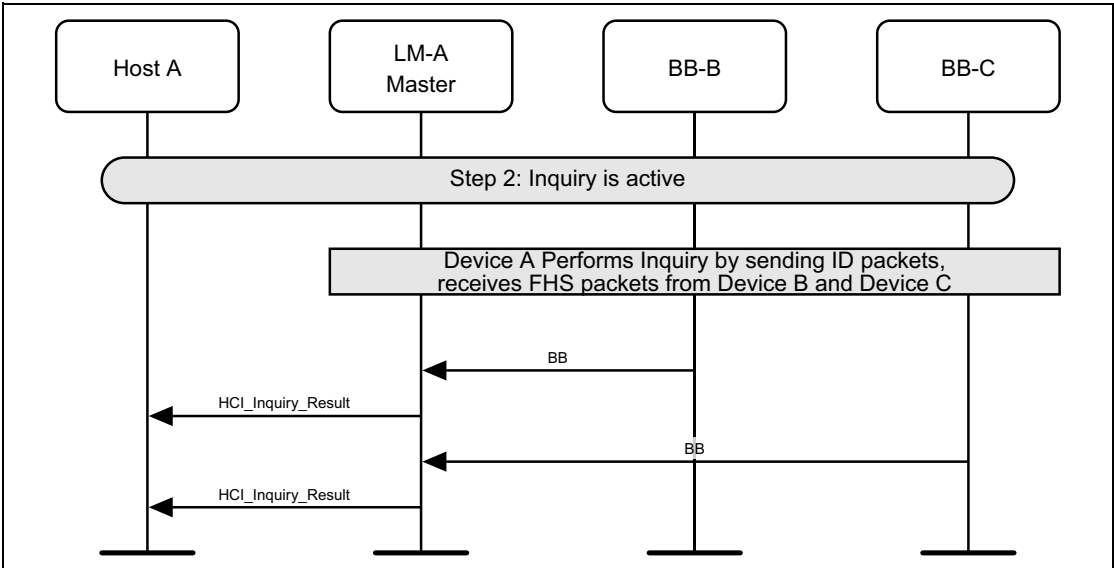 Host A
LM-A
Master
BB-B
BB-C
Step 2: Inquiry is active
Device A Performs Inquiry by sending ID packets,
receives FHS packets from Device B and Device C
BB
HCI_Inquiry_Result
BB
HCI_Inquiry_Result